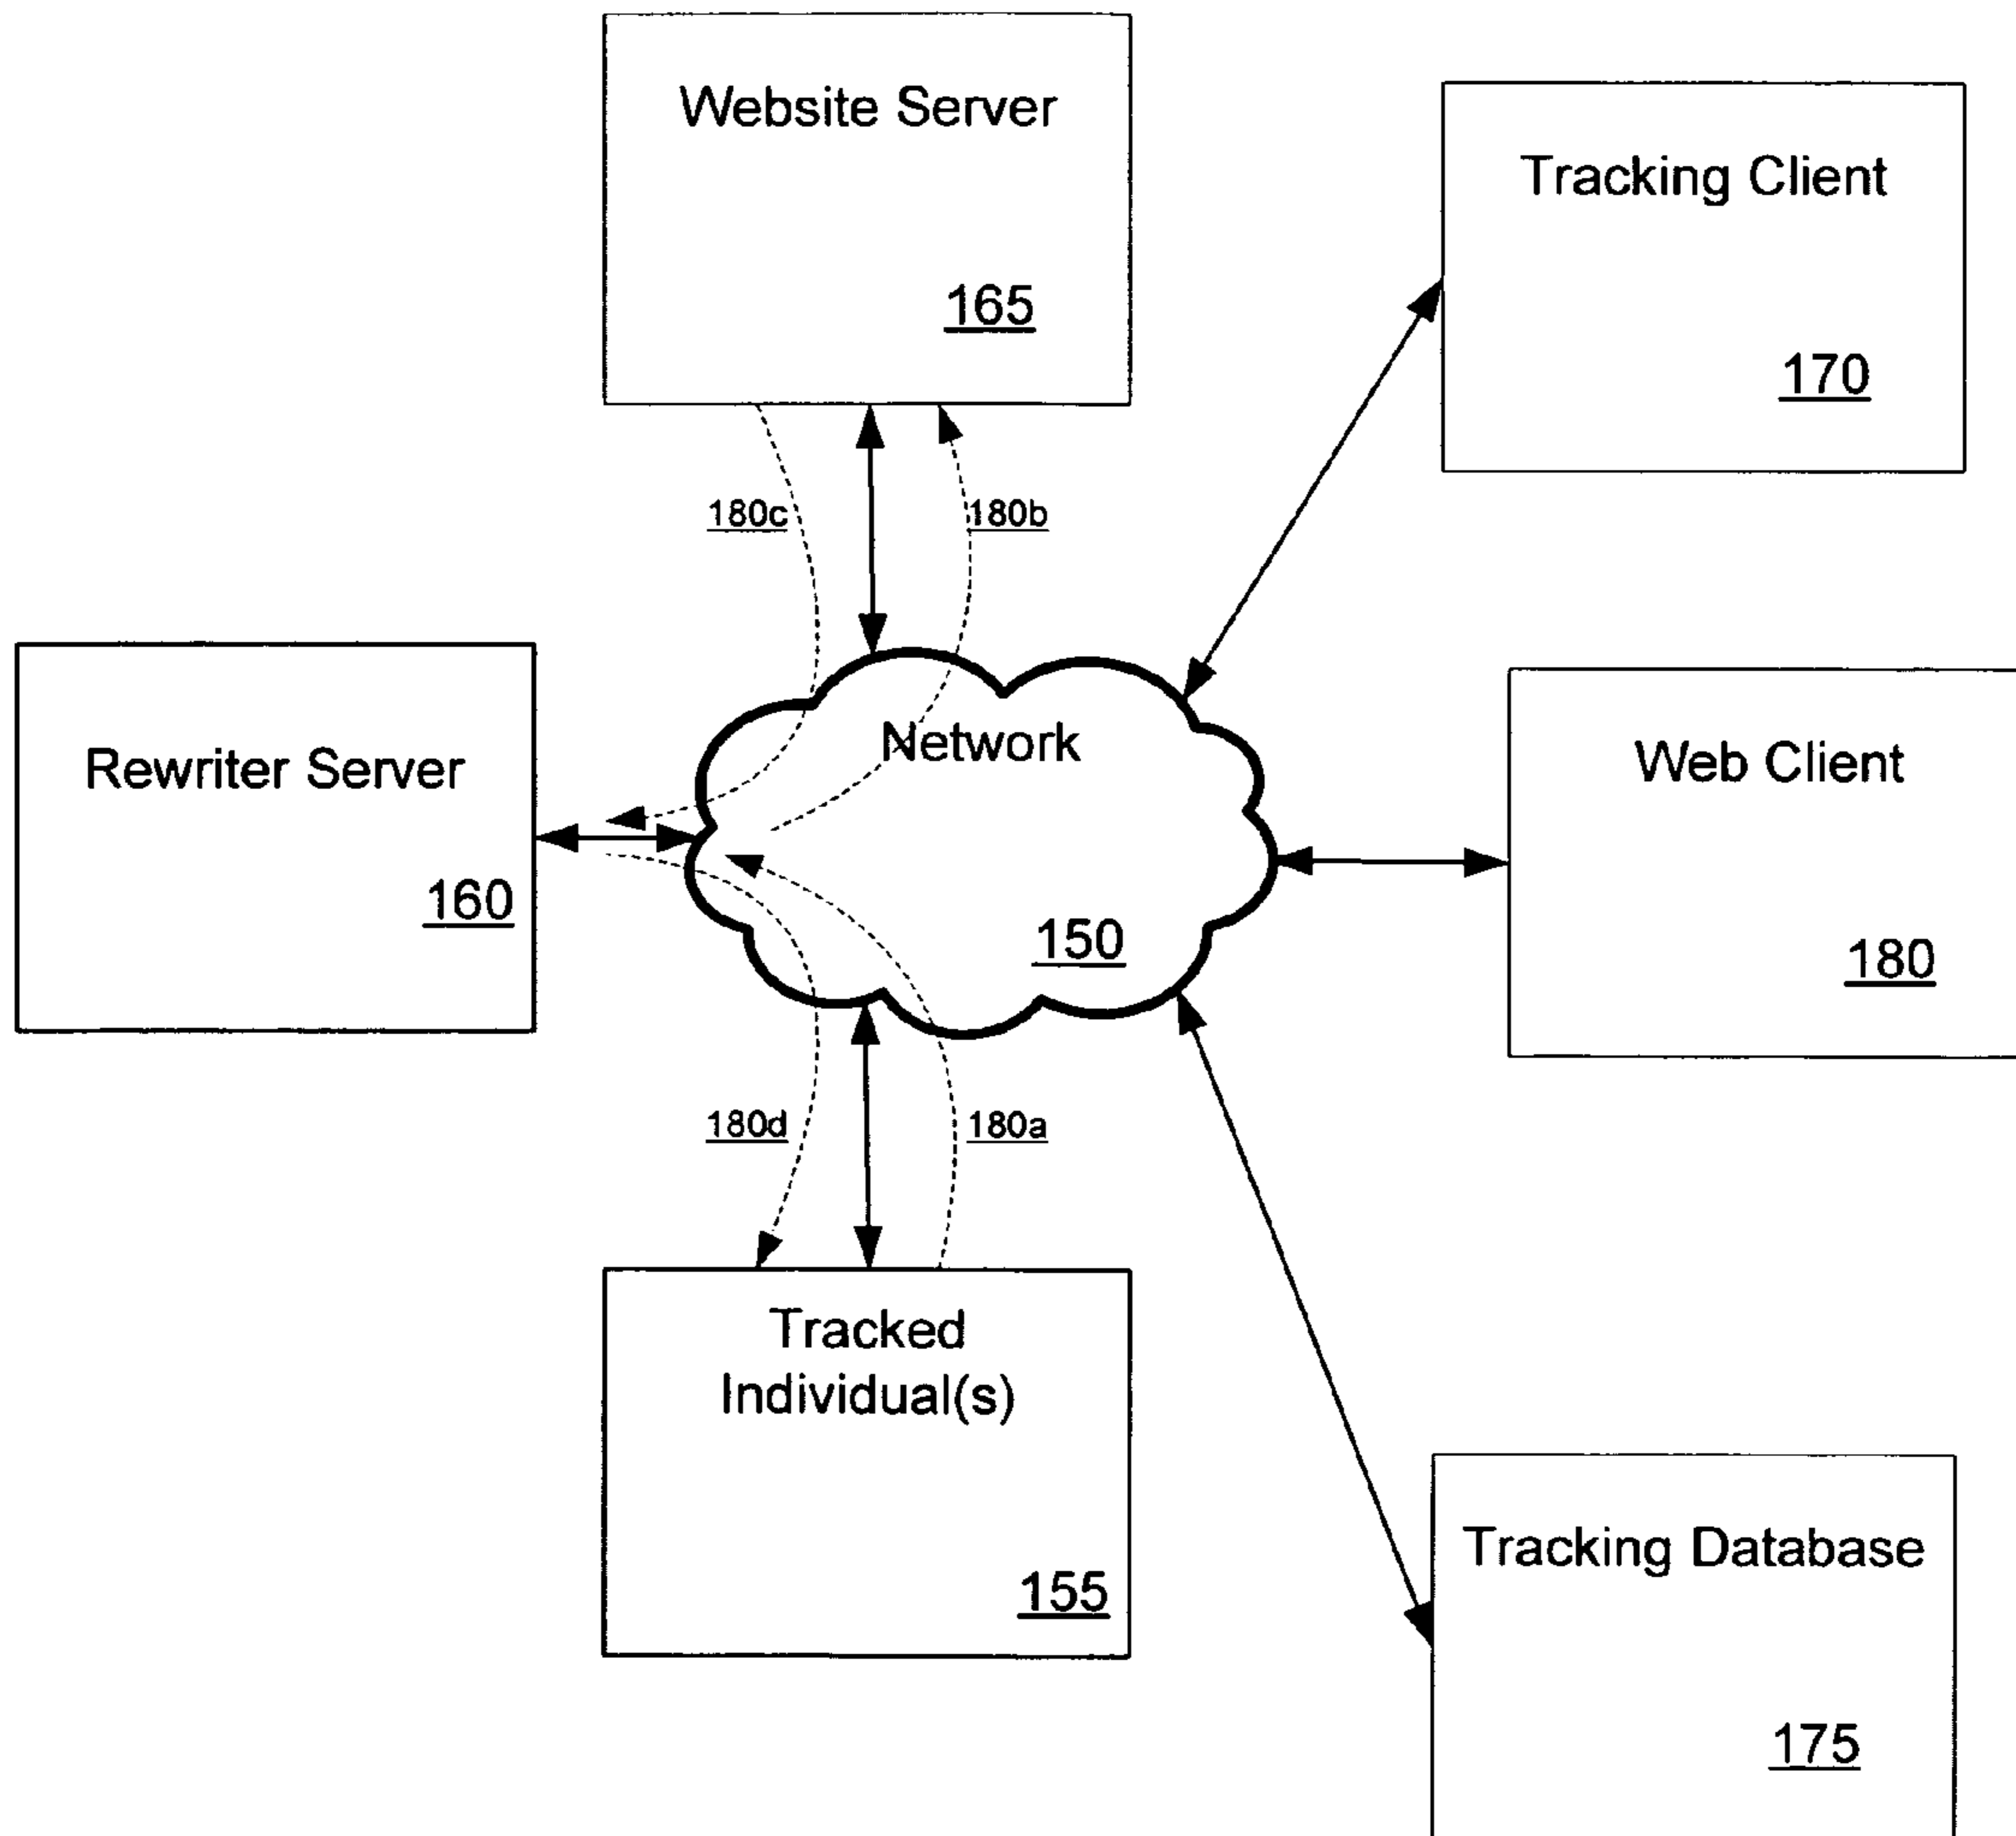 Website Server
165
Tracking Client
170
180c
180b
Rewriter Server
160
Network
150
Web Client
180
180d
180a
Tracked
Individual(s)
155
Tracking Database
175